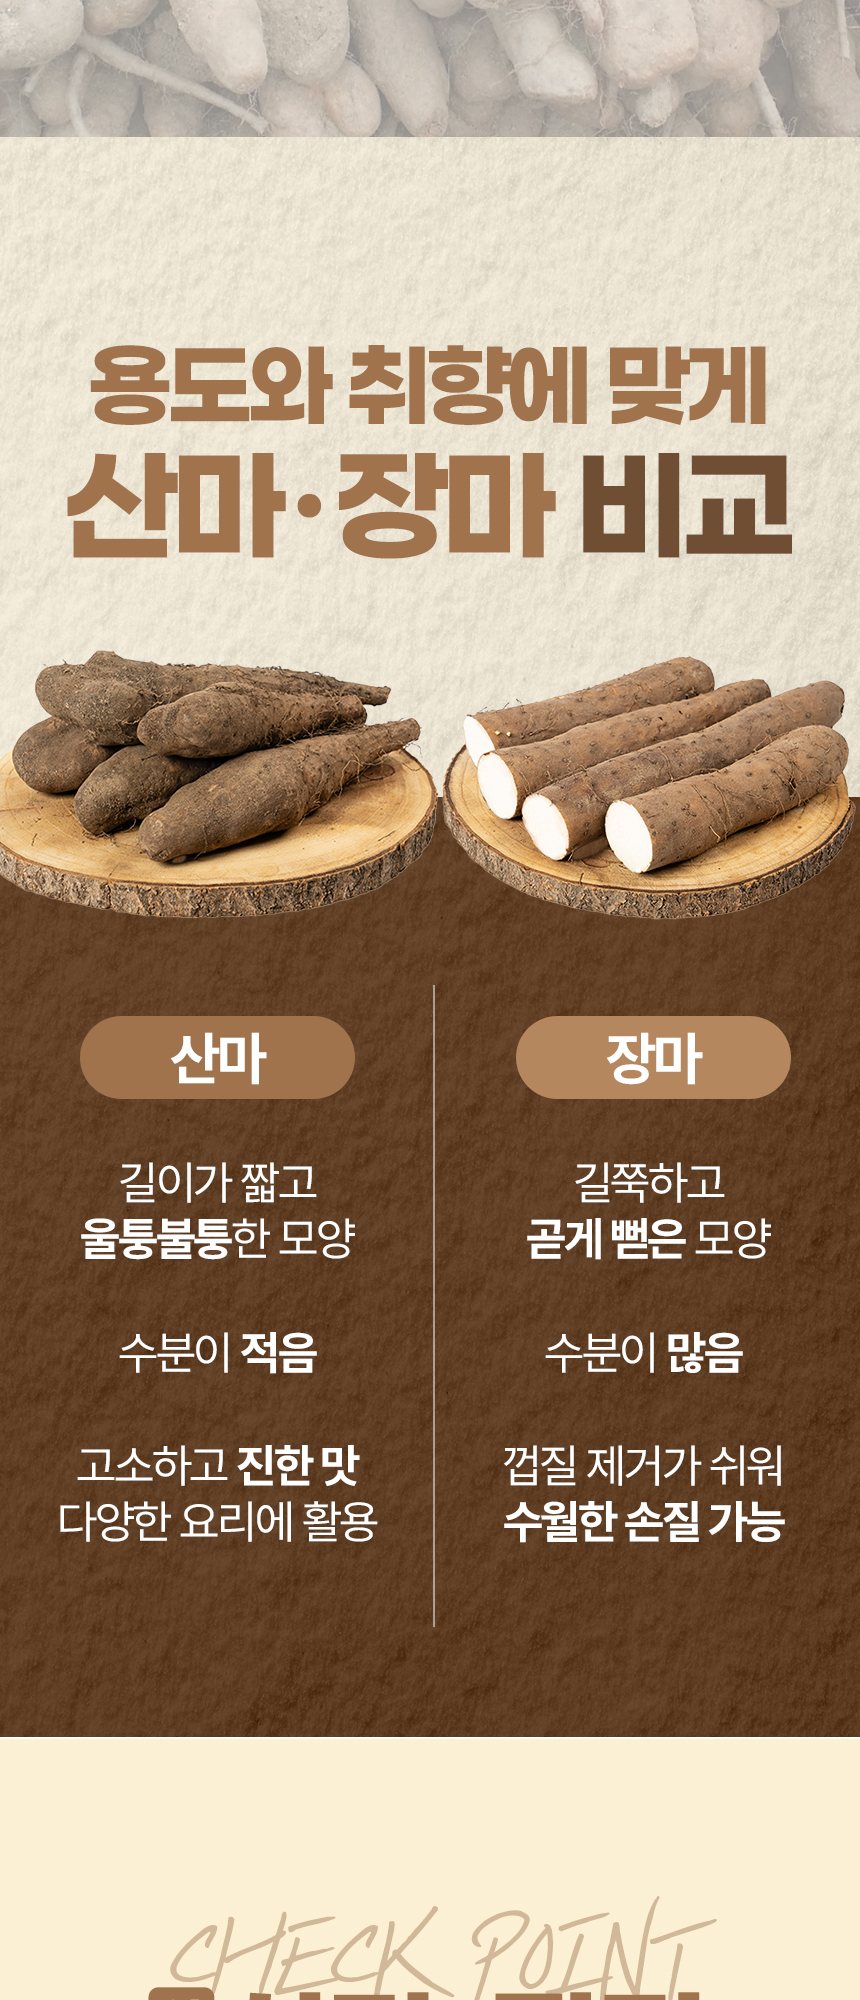 용도와 취향에 맞게
산마·장마 비교
산마
길이가 짧고
울퉁불퉁한 모양
수분이 적음
고소하고 진한 맛
다양한 요리에 활용
장마
길쭉하고
곧게 뻗은 모양
수분이 많음
껍질 제거가 쉬워
수월한 손질 가능
CHECK POINT